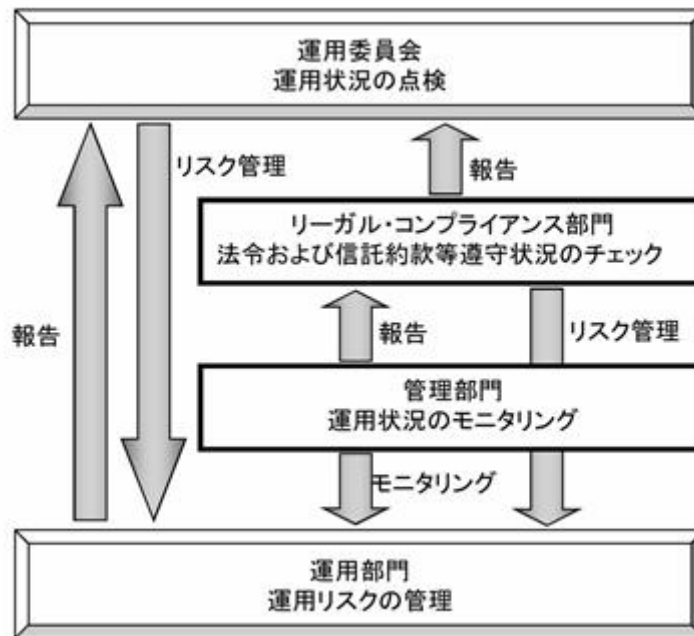 運用委員会
運用状況の点検
リスク管理
報告
リーガル・コンプライアンス部門
法令および信託約款等遵守状況のチェック
報告
報告
リスク管理
管理部門
運用状況のモニタリング
モニタリング
運用部門
運用リスクの管理